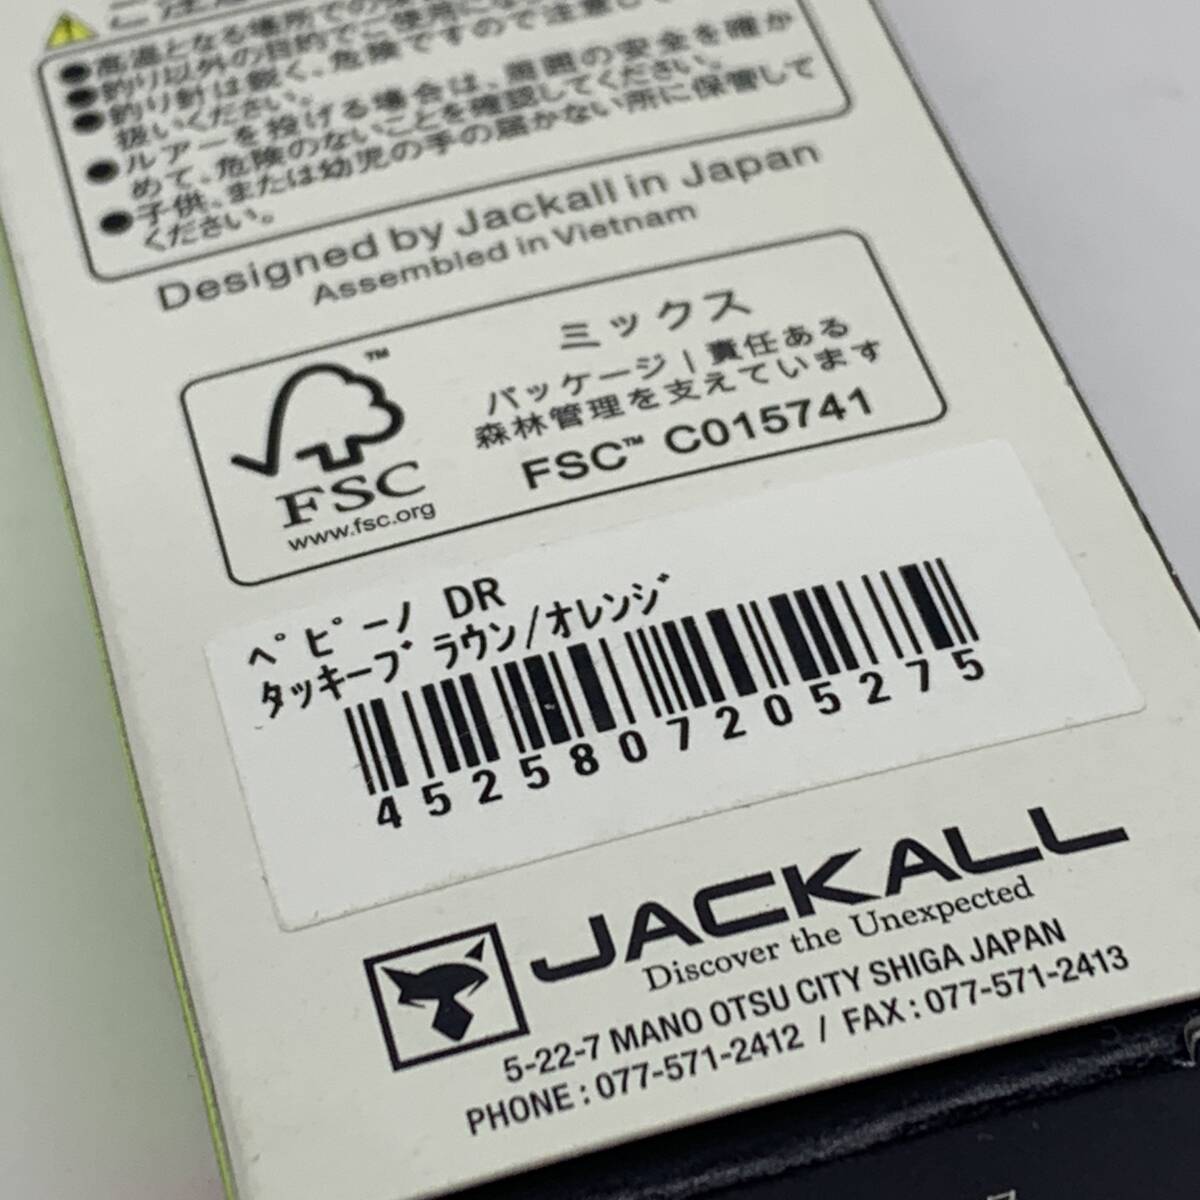 ●高温となる場所での
●釣り以外の目的でご使用に
●釣り針は鋭く、危険ですので注意し
扱いください。
●ルアーを投げる場合は、周囲の安全を確か
めて、危険のないことを確認してください。
●子供、または幼児の手の届かない所に保管して
ください。
Designed by Jackall in Japan
Assembled in Vietnam
™
FSC
www.fsc.org
ミックス
パッケージ | 責任ある
森林管理を支えています
FSC™ C015741
ペピーノ DR
タッキーブラウン/オレンジ
4525807205275
JACKALL
Discover the Unexpected
5-22-7 MANO OTSU CITY SHIGA JAPAN
PHONE : 077-571-2412 / FAX : 077-571-2413